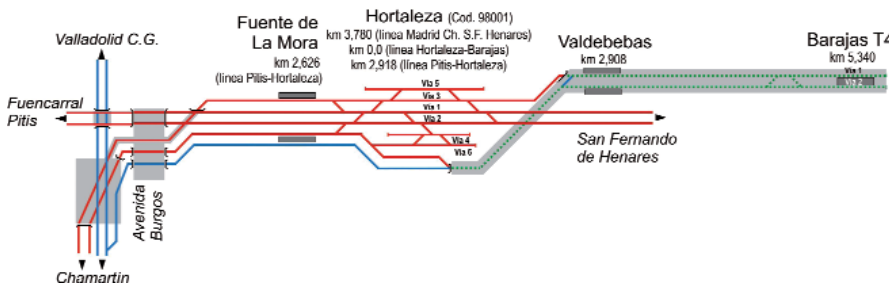 Valladolid C.G.
Fuente de
La Mora
km 2,626
(línea Pitis-Hortaleza)
Hortaleza (Cod. 98001)
km 3,780 (línea Madrid Ch. S.F. Henares)
km 0,0 (línea Hortaleza-Barajas)
km 2,918 (línea Pitis-Hortaleza)
Valdebebas
km 2,908
Barajas T4
km 5,340
Vía 1
Vía 2
Vía 5
Vía 3
Vía 1
Vía 2
Vía 4
Vía 6
Fuencarral
Pitis
San Fernando
de Henares
Avenida
Burgos
Chamartín